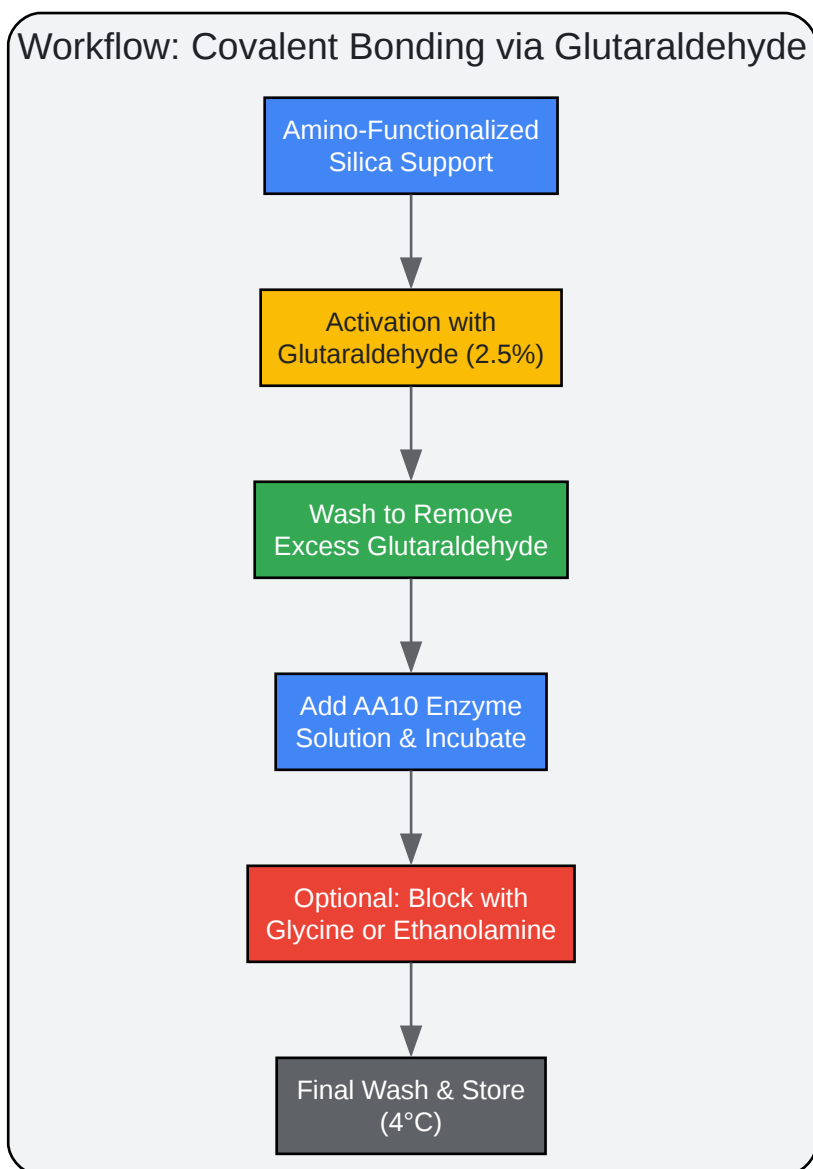 Workflow: Covalent Bonding via Glutaraldehyde
Amino-Functionalized
Silica Support
Activation with
Glutaraldehyde (2.5%)
Wash to Remove
Excess Glutaraldehyde
Add AA10 Enzyme
Solution & Incubate
Optional: Block with
Glycine or Ethanolamine
Final Wash & Store
(4°C)